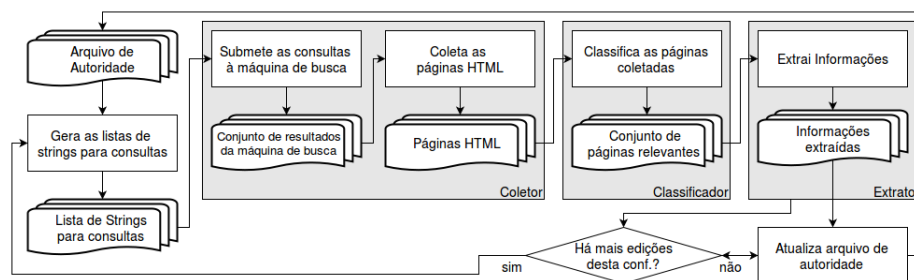 Arquivo de
Autoridade
Gera as listas de
strings para consultas
Lista de Strings
para consultas
Submete as consultas
à máquina de busca
Conjunto de resultados
da máquina de busca
Coleta as
páginas HTML
Páginas HTML
Coletor
Classifica as páginas
coletadas
Conjunto de
páginas relevantes
Classificador
Extrai Informações
Informações
extraídas
Extrato
Há mais edições
desta conf.?
sim
não
Atualiza arquivo de
autoridade